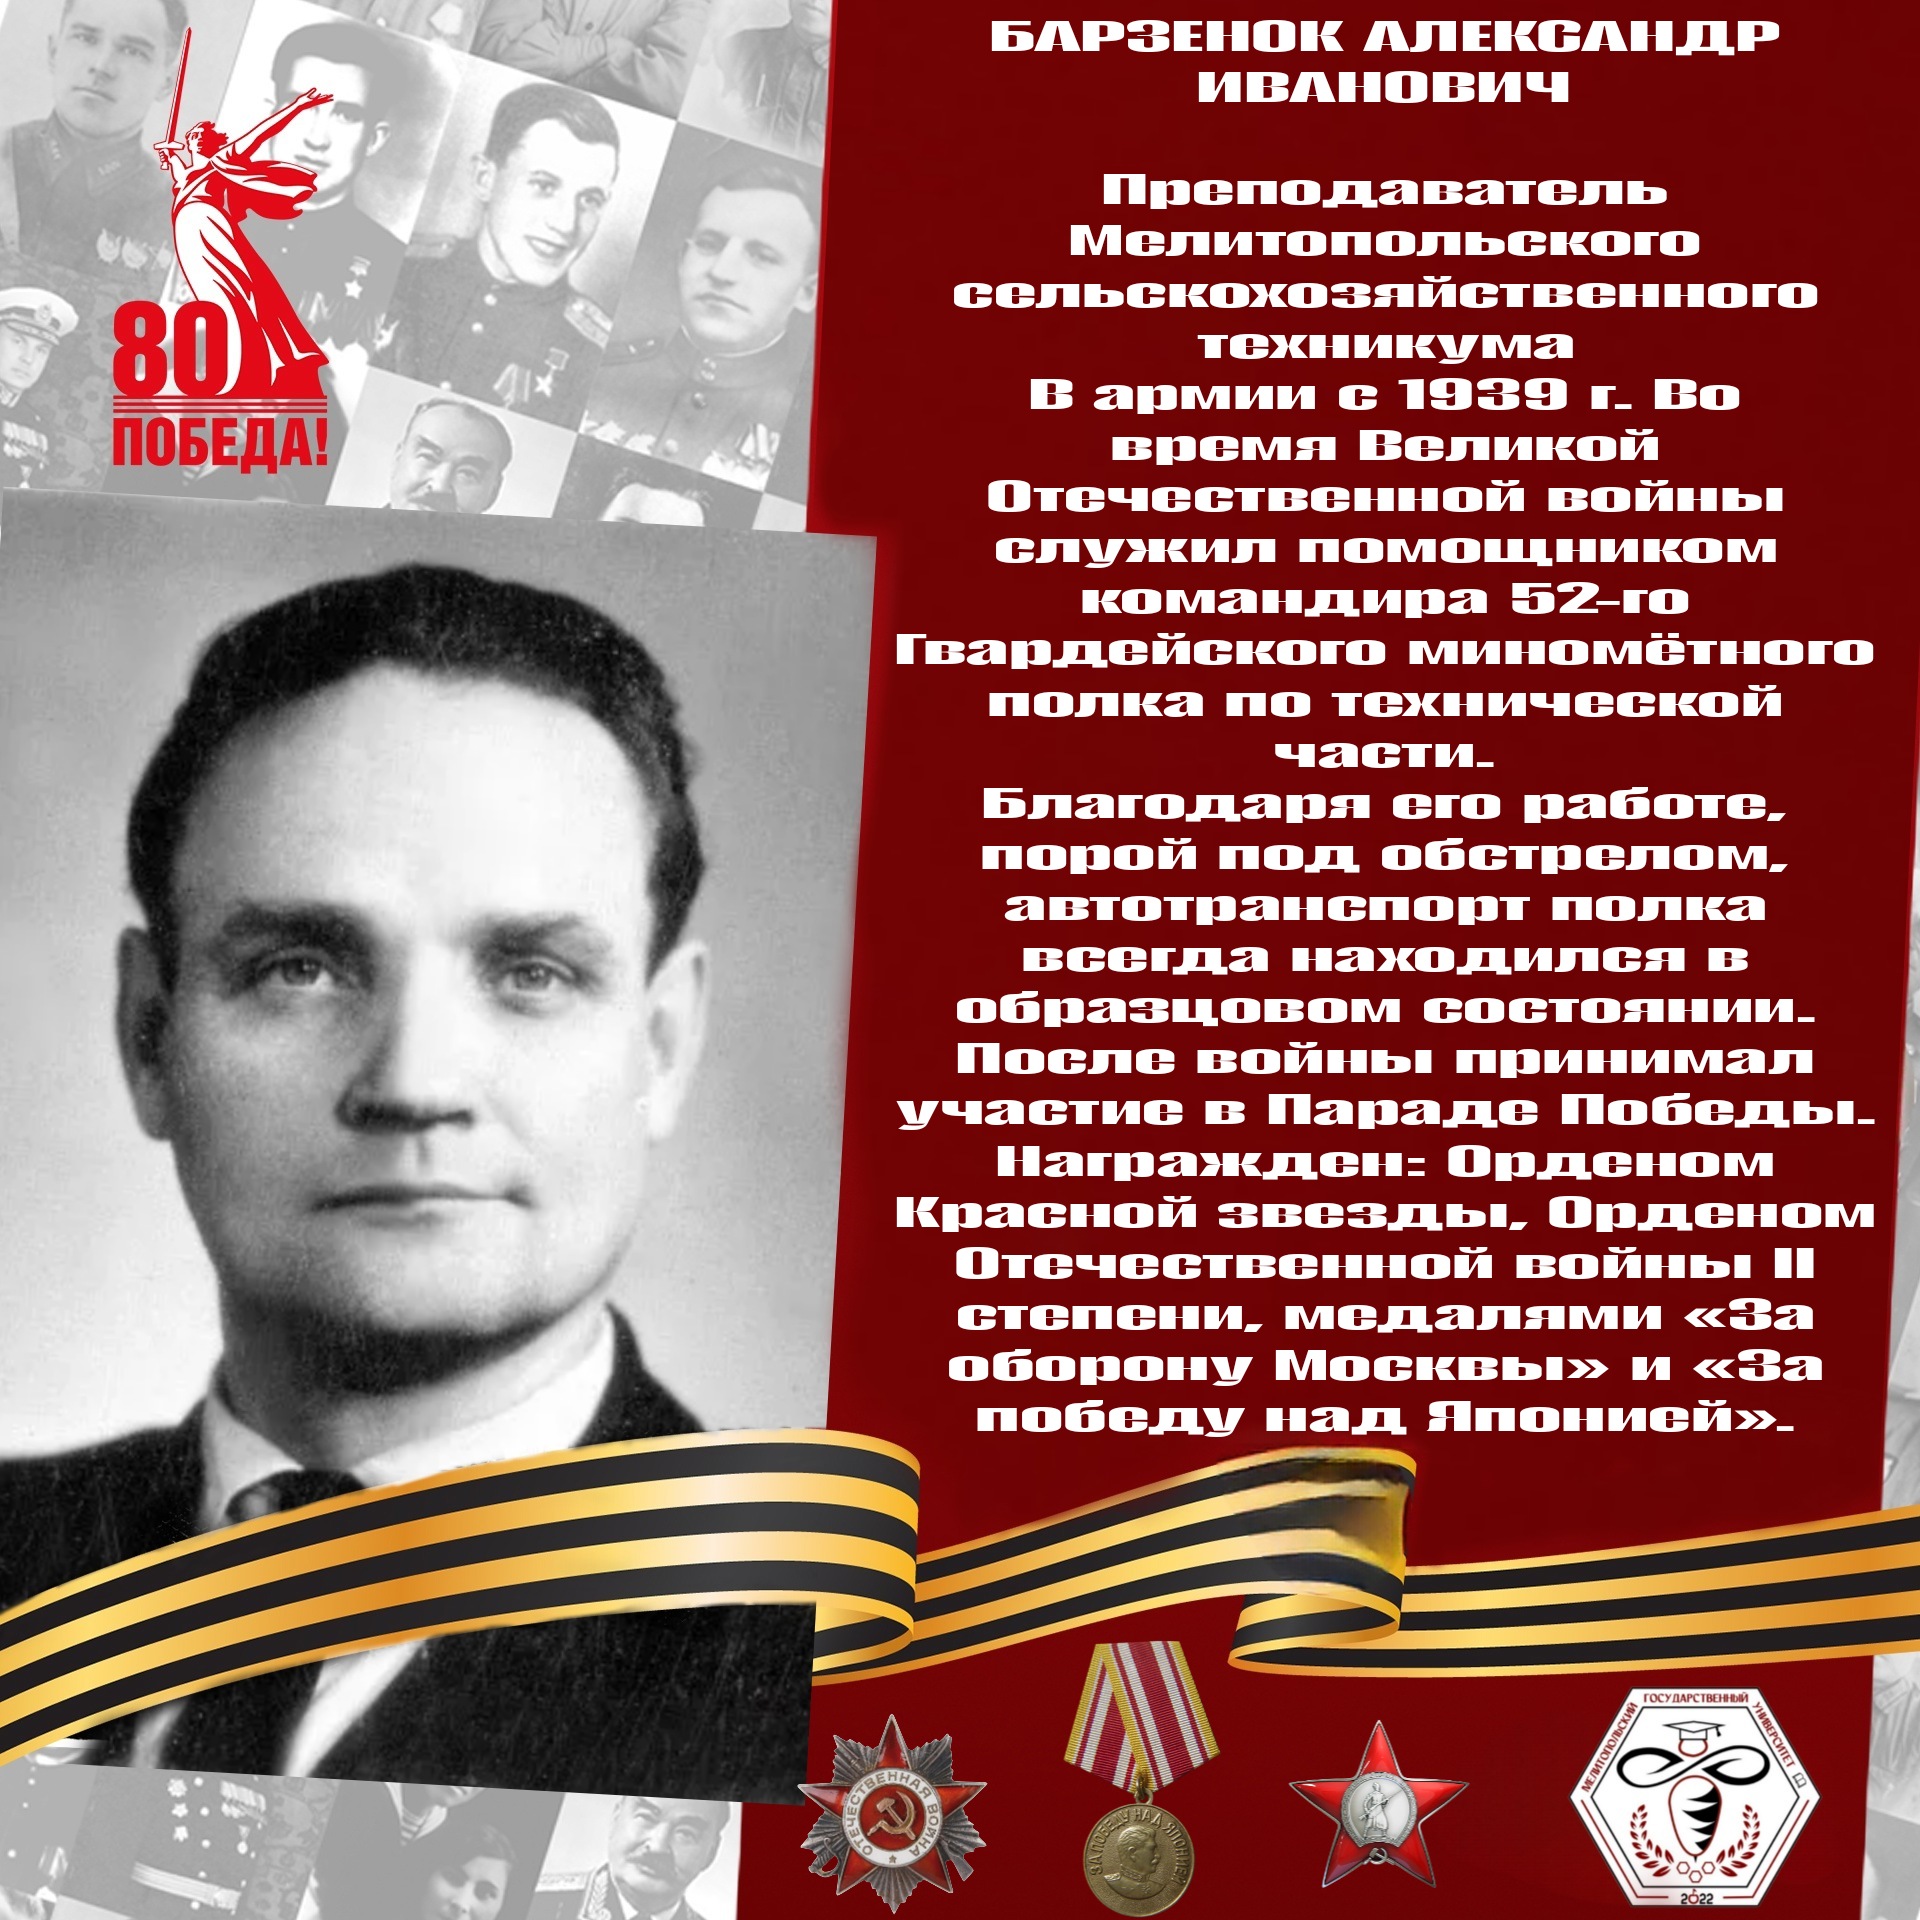 БАРЗЕНОК АЛЕКСАНДР
ИВАНОВИЧ
Преподаватель
Мелитопольского
сельскохозяйственного
техникума
В армии с 1939 г. Во
время Великой
Отечественной войны
служил помощником
командира 52-го
Гвардейского миномётного
полка по технической
части.
Благодаря его работе,
порой под обстрелом,
автотранспорт полка
всегда находился в
образцовом состоянии.
После войны принимал
участие в Параде Победы.
Награжден: Орденом
Красной звезды, Орденом
Отечественной войны II
степени, медалями «За
оборону Москвы» и «За
победу над Японией».
80
ПОБЕДА!
ОТЕЧЕСТВЕННАЯ ВОЙНА
ЗА ПОБЕДУ НАД ЯПОНИЕЙ
МЕЛИТОПОЛЬСКИЙ ГОСУДАРСТВЕННЫЙ УНИВЕРСИТЕТ
2022